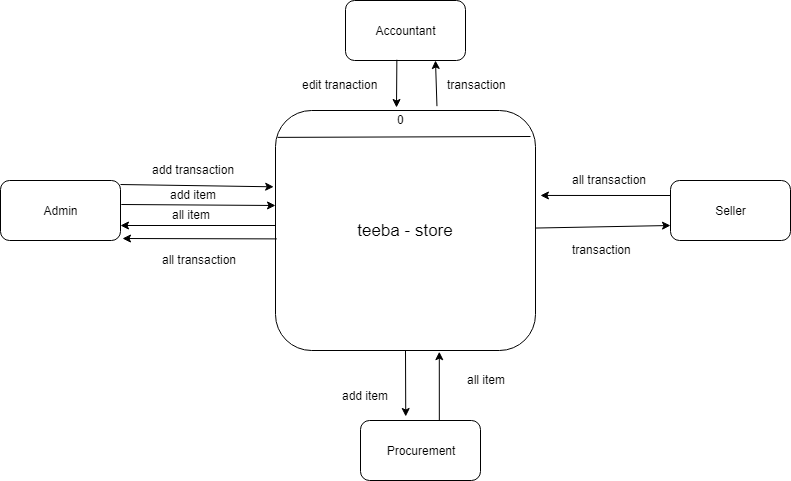 Accountant
edit tranaction
transaction
0
add transaction
add item
all item
all transaction
Admin
teeba - store
all transaction
Seller
transaction
add item
all item
Procurement